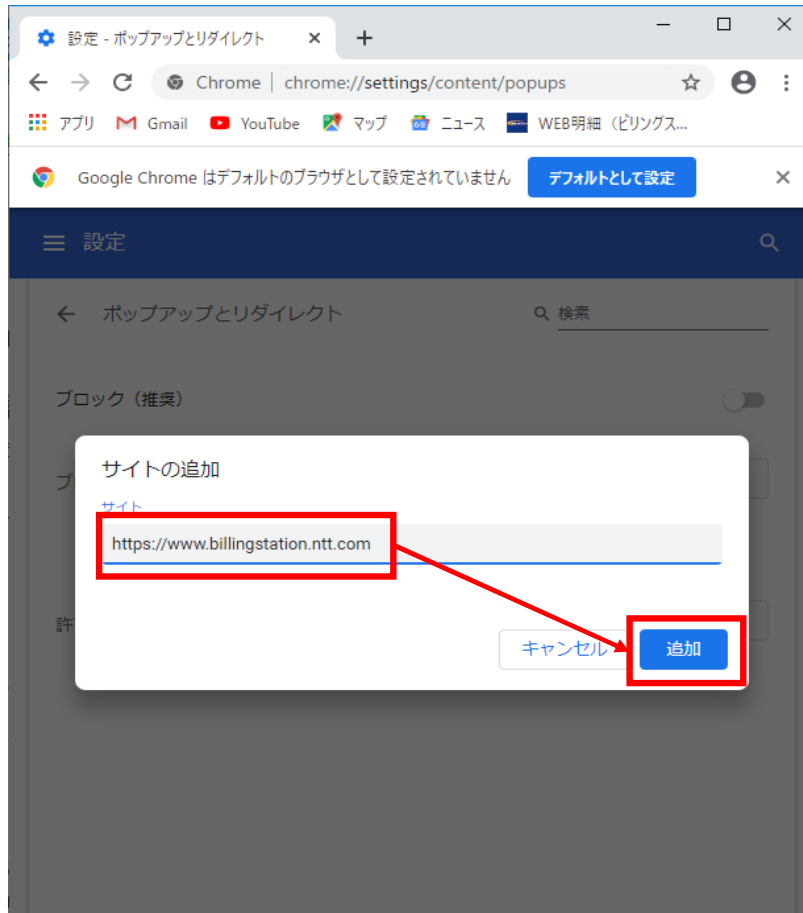 設定 - ポップアップとリダイレクト
Chrome | chrome://settings/content/popups
アプリ Gmail YouTube マップ ニュース WEB明細（ビリングス...
Google Chrome はデフォルトのブラウザとして設定されていません デフォルトとして設定
設定
ポップアップとリダイレクト 検索
ブロック（推奨）
ブ
サイトの追加
サイト
https://www.billingstation.ntt.com
許
キャンセル 追加